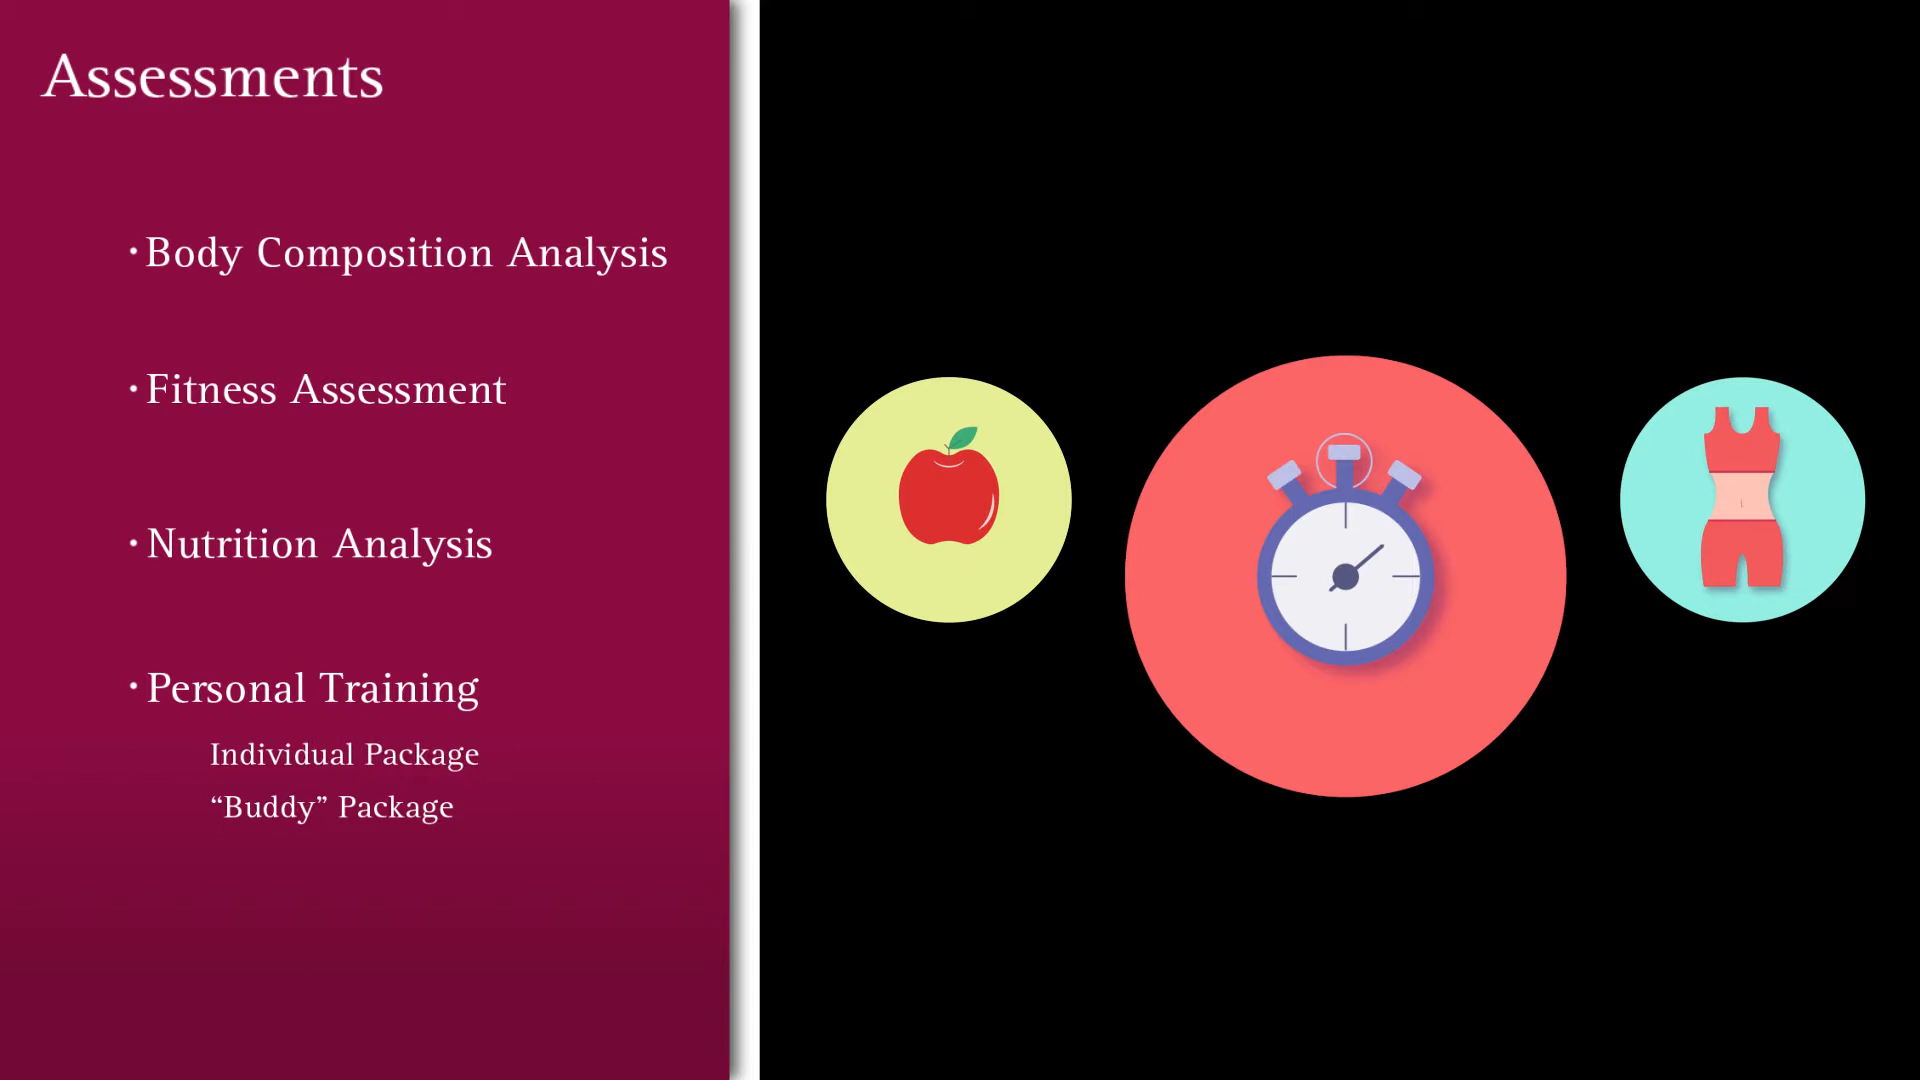 Assessments
• Body Composition Analysis
• Fitness Assessment
• Nutrition Analysis
• Personal Training
Individual Package
“Buddy” Package